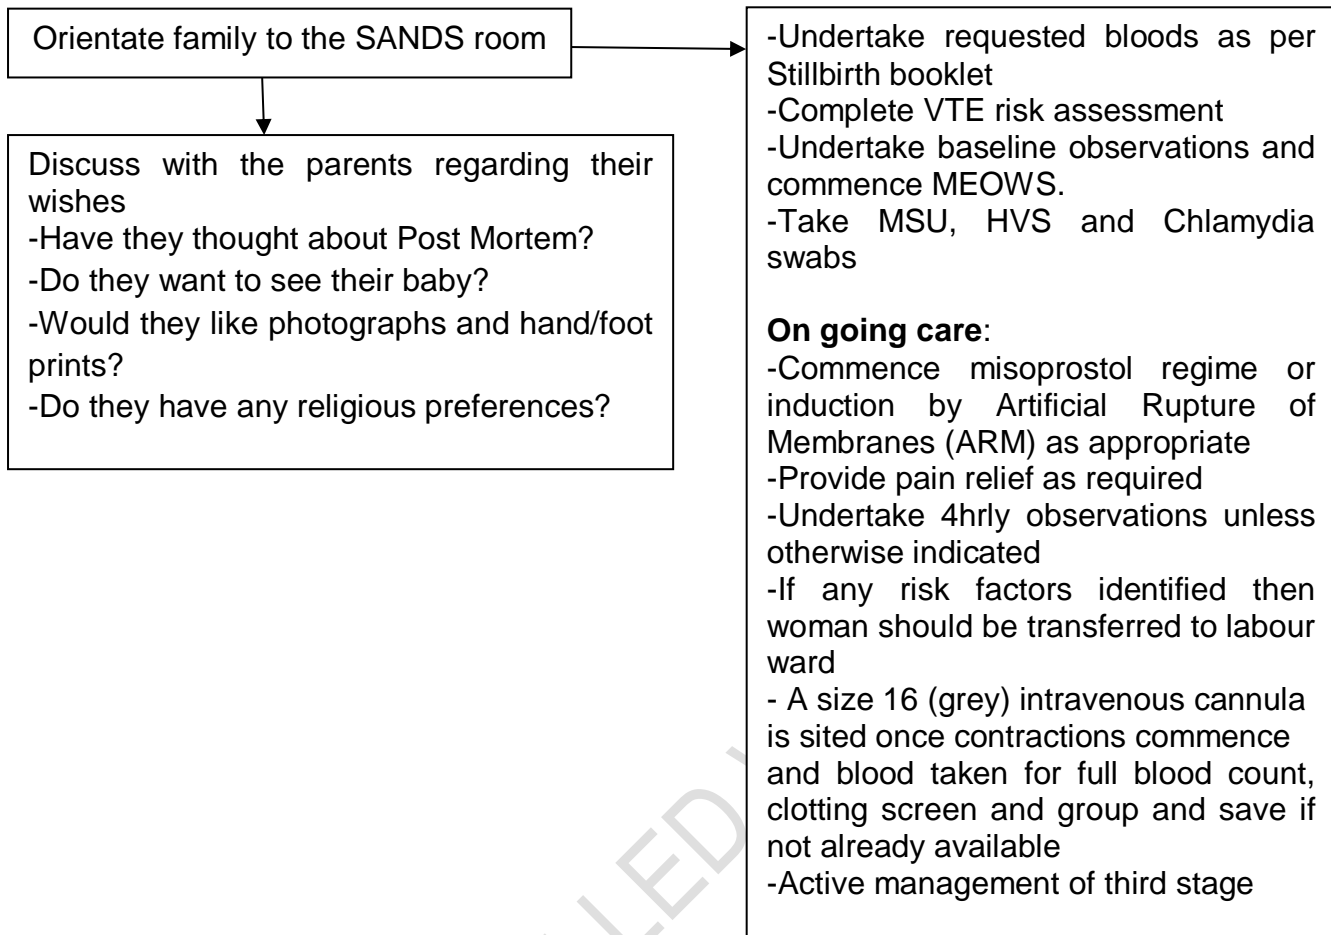 Orientate family to the SANDS room
Discuss with the parents regarding their
wishes
-Have they thought about Post Mortem?
-Do they want to see their baby?
-Would they like photographs and hand/foot
prints?
-Do they have any religious preferences?
-Undertake requested bloods as per
Stillbirth booklet
-Complete VTE risk assessment
-Undertake baseline observations and
commence MEOWS.
-Take MSU, HVS and Chlamydia
swabs
On going care:
-Commence misoprostol regime or
induction by Artificial Rupture of
Membranes (ARM) as appropriate
-Provide pain relief as required
-Undertake 4hrly observations unless
otherwise indicated
-If any risk factors identified then
woman should be transferred to labour
ward
- A size 16 (grey) intravenous cannula
is sited once contractions commence
and blood taken for full blood count,
clotting screen and group and save if
not already available
-Active management of third stage
LLED